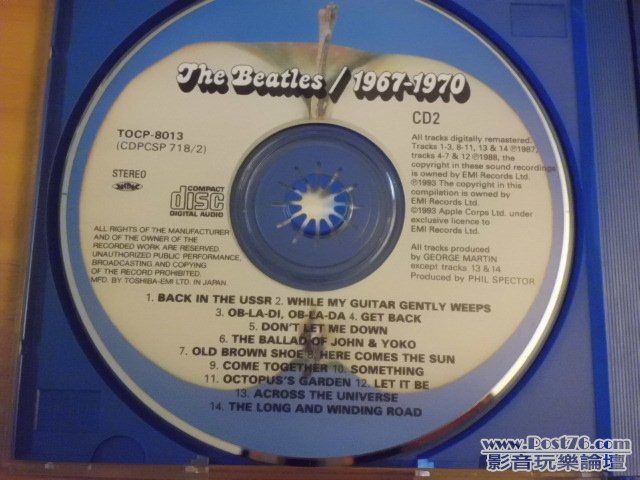 The Beatles / 1967-1970
CD2
TOCP-8013
(CDPCSP 718/2)
STEREO
COMPACT
disc
DIGITAL AUDIO
All tracks digitally remastered.
Tracks 1-3, 8-11, 13 & 14 ℗1987,
tracks 4-7 & 12 ℗1988, the
copyright in these sound recordings
is owned by EMI Records Ltd.
℗1993 The copyright in this
compilation is owned by
EMI Records Ltd.
©1993 Apple Corps Ltd. under
exclusive licence to
EMI Records Ltd.
ALL RIGHTS OF THE MANUFACTURER
AND OF THE OWNER OF THE
RECORDED WORK ARE RESERVED.
UNAUTHORIZED PUBLIC PERFORMANCE,
BROADCASTING AND COPYING
OF THE RECORD PROHIBITED.
MFD. BY TOSHIBA-EMI LTD. IN JAPAN.
All tracks produced
by GEORGE MARTIN
except tracks 13 & 14
Produced by PHIL SPECTOR
1. BACK IN THE USSR 2. WHILE MY GUITAR GENTLY WEEPS
3. OB-LA-DI, OB-LA-DA 4. GET BACK
5. DON'T LET ME DOWN
6. THE BALLAD OF JOHN & YOKO
7. OLD BROWN SHOE 8. HERE COMES THE SUN
9. COME TOGETHER 10. SOMETHING
11. OCTOPUS'S GARDEN 12. LET IT BE
13. ACROSS THE UNIVERSE
14. THE LONG AND WINDING ROAD
www.Post76.com
影音玩樂論壇